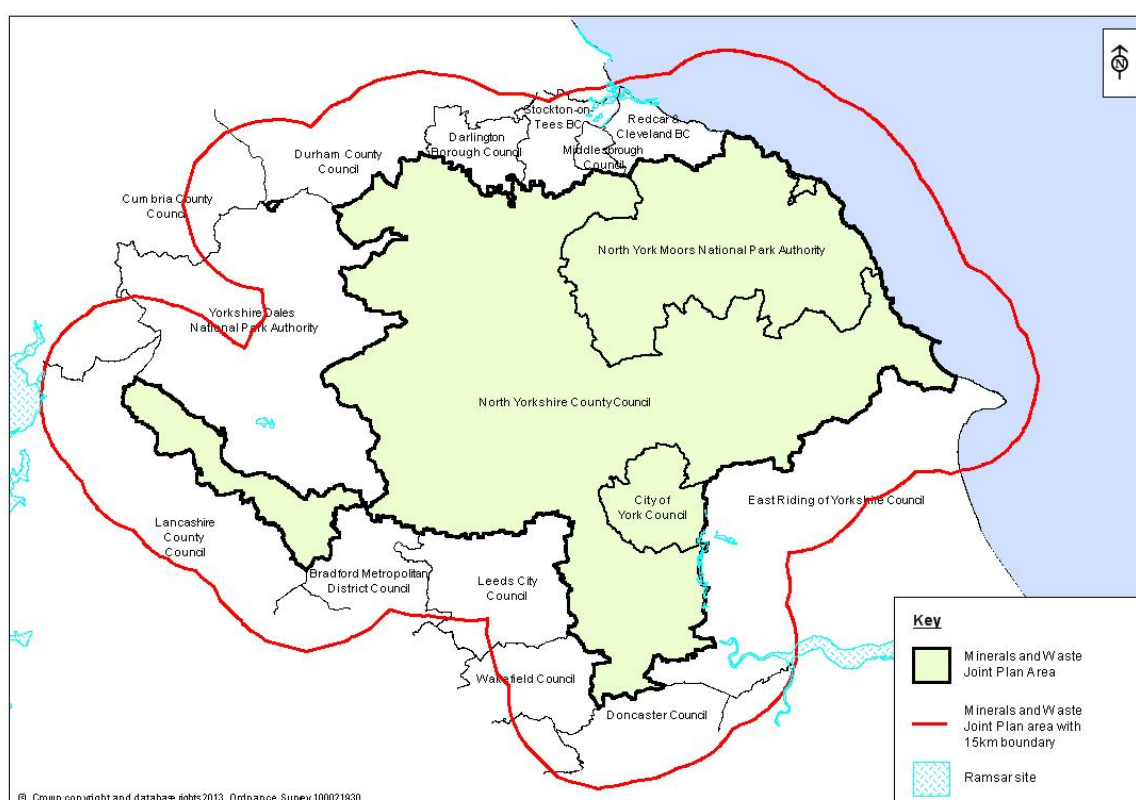 N
Stockton-on-
Tees BC
Redcar &
Cleveland BC
Darlington
Borough Council
Middlesbrough
Council
Durham County
Council
Cumbria County
Council
North York Moors National Park Authority
Yorkshire Dales
National Park Authority
North Yorkshire County Council
City of
York Council
East Riding of Yorkshire Council
Lancashire
County
Council
Bradford Metropolitan
District Council
Leeds City
Council
Wakefield Council
Doncaster Council
Key
Minerals and Waste
Joint Plan Area
Minerals and Waste
Joint Plan area with
15km boundary
Ramsar site
© Crown copyright and database rights 2013. Ordnance Survey 100021930